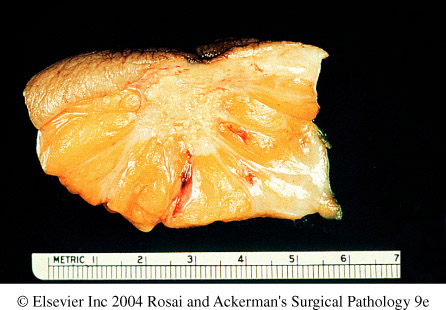 METRIC 1 2 3 4 5 6 7
© Elsevier Inc 2004 Rosai and Ackerman's Surgical Pathology 9e